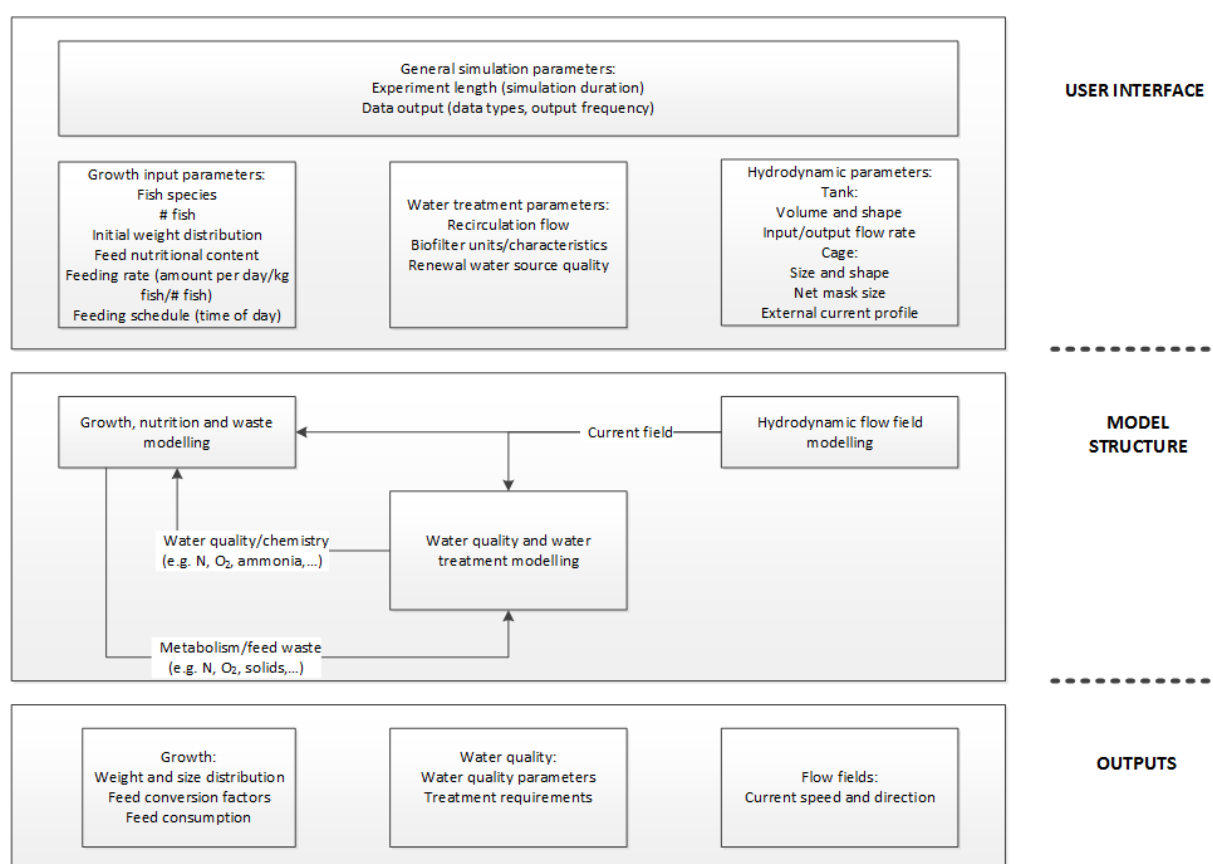 General simulation parameters:
Experiment length (simulation duration)
Data output (data types, output frequency)
USER INTERFACE
Growth input parameters:
Fish species
# fish
Initial weight distribution
Feed nutritional content
Feeding rate (amount per day/kg
fish/# fish)
Feeding schedule (time of day)
Water treatment parameters:
Recirculation flow
Biofilter units/characteristics
Renewal water source quality
Hydrodynamic parameters:
Tank:
Volume and shape
Input/output flow rate
Cage:
Size and shape
Net mask size
External current profile
Growth, nutrition and waste
modelling
Current field
Hydrodynamic flow field
modelling
MODEL
STRUCTURE
Water quality/chemistry
(e.g. N, O₂, ammonia,...)
Water quality and water
treatment modelling
Metabolism/feed waste
(e.g. N, O₂, solids,...)
Growth:
Weight and size distribution
Feed conversion factors
Feed consumption
Water quality:
Water quality parameters
Treatment requirements
Flow fields:
Current speed and direction
OUTPUTS